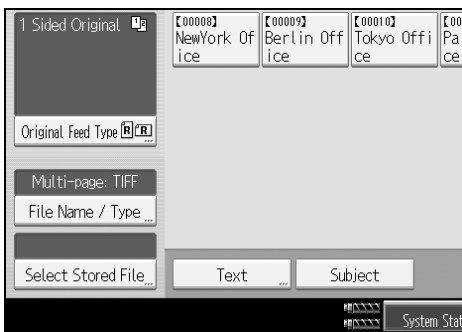 1 Sided Original
Original Feed Type
Multi-page: TIFF
File Name / Type
Select Stored File
【00008】
NewYork Of
ice
【00009】
Berlin Off
ice
【00010】
Tokyo Offi
ce
【00
Pa
ce
Text
Subject
System Stat